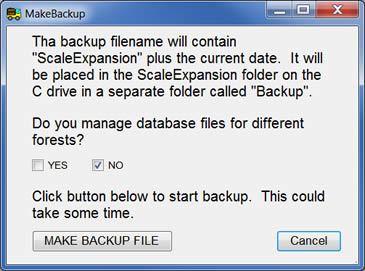 MakeBackup
Tha backup filename will contain
"ScaleExpansion" plus the current date.  It will
be placed in the ScaleExpansion folder on the
C drive in a separate folder called "Backup".
Do you manage database files for different
forests?
YES NO
Click button below to start backup.  This could
take some time.
MAKE BACKUP FILE Cancel